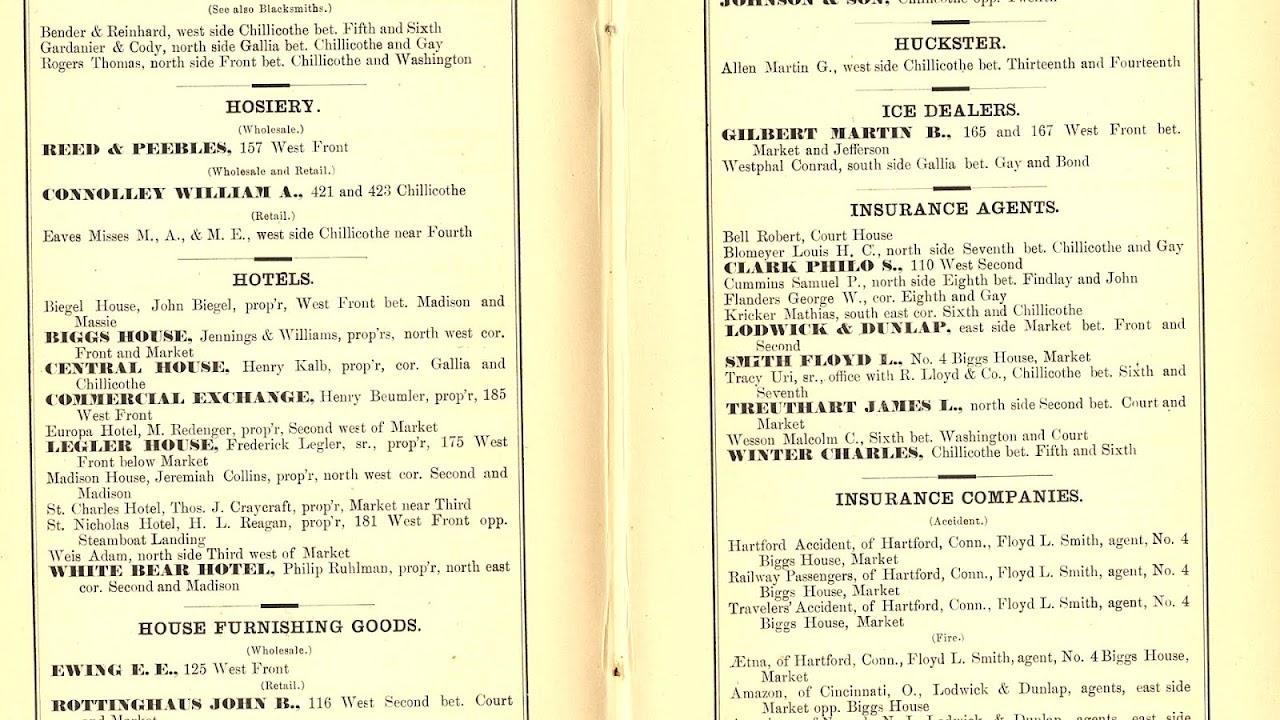 (See also Blacksmiths.)
Bender & Reinhard, west side Chillicothe bet. Fifth and Sixth
Gardanier & Cody, north side Gallia bet. Chillicothe and Gay
Rogers Thomas, north side Front bet. Chillicothe and Washington
HOSIERY.
(Wholesale.)
REED & PEEBLES, 157 West Front
(Wholesale and Retail.)
CONNOLLEY WILLIAM A., 421 and 423 Chillicothe
(Retail.)
Eaves Misses M., A., & M. E., west side Chillicothe near Fourth
HOTELS.
Biegel House, John Biegel, prop'r, West Front bet. Madison and
Massie
BIGGS HOUSE, Jennings & Williams, prop'rs, north west cor.
Front and Market
CENTRAL HOUSE, Henry Kalb, prop'r, cor. Gallia and
Chillicothe
COMMERCIAL EXCHANGE, Henry Beumler, prop'r, 185
West Front
Europa Hotel, M. Redenger, prop'r, Second west of Market
LEGLER HOUSE, Frederick Legler, sr., prop'r, 175 West
Front below Market
Madison House, Jeremiah Collins, prop'r, north west cor. Second and
Madison
St. Charles Hotel, Thos. J. Craycraft, prop'r, Market near Third
St. Nicholas Hotel, H. L. Reagan, prop'r, 181 West Front opp.
Steamboat Landing
Weis Adam, north side Third west of Market
WHITE BEAR HOTEL, Philip Ruhlman, prop'r, north east
cor. Second and Madison
HOUSE FURNISHING GOODS.
(Wholesale.)
EWING E. E., 125 West Front
(Retail.)
ROTTINGHAUS JOHN B., 116 West Second bet. Court
and Market
JOHNSON & SON, Chillicothe opp. Twelfth
HUCKSTER.
Allen Martin G., west side Chillicothe bet. Thirteenth and Fourteenth
ICE DEALERS.
GILBERT MARTIN B., 165 and 167 West Front bet.
Market and Jefferson
Westphal Conrad, south side Gallia bet. Gay and Bond
INSURANCE AGENTS.
Bell Robert, Court House
Blomeyer Louis H. C., north side Seventh bet. Chillicothe and Gay
CLARK PHILO S., 110 West Second
Cummins Samuel P., north side Eighth bet. Findlay and John
Flanders George W., cor. Eighth and Gay
Kricker Mathias, south east cor. Sixth and Chillicothe
LODWICK & DUNLAP, east side Market bet. Front and
Second
SMITH FLOYD L., No. 4 Biggs House, Market
Tracy Uri, sr., office with R. Lloyd & Co., Chillicothe bet. Sixth and
Seventh
TREUTHART JAMES L., north side Second bet. Court and
Market
Wesson Malcolm C., Sixth bet. Washington and Court
WINTER CHARLES, Chillicothe bet. Fifth and Sixth
INSURANCE COMPANIES.
(Accident.)
Hartford Accident, of Hartford, Conn., Floyd L. Smith, agent, No. 4
Biggs House, Market
Railway Passengers, of Hartford, Conn., Floyd L. Smith, agent, No. 4
Biggs House, Market
Travelers' Accident, of Hartford, Conn., Floyd L. Smith, agent, No. 4
Biggs House, Market
(Fire.)
Ætna, of Hartford, Conn., Floyd L. Smith, agent, No. 4 Biggs House,
Market
Amazon, of Cincinnati, O., Lodwick & Dunlap, agents, east side
Market opp. Biggs House
Lodwick & Dunlap, agents, east side